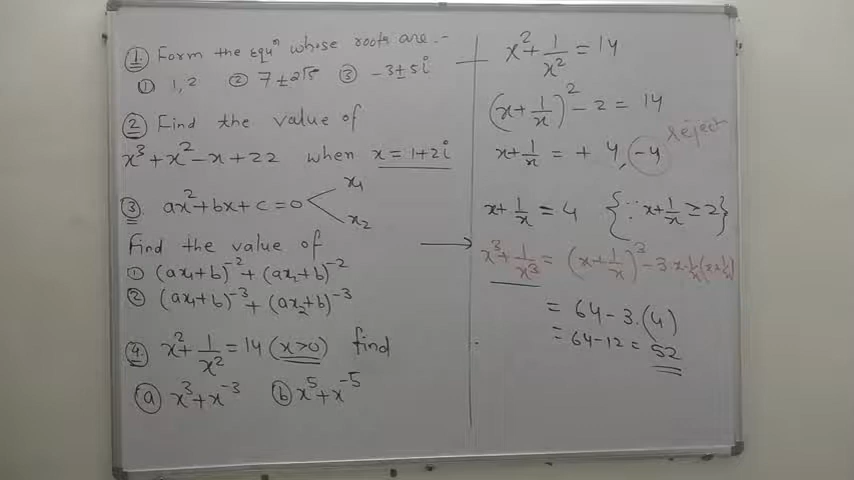 1. Form the Equⁿ whose roots are :-
① 1, 2 ② 7 ± 2√5 ③ -3 ± 5i
② Find the value of
x³ + x² - x + 22 when x = 1 + 2i
③. ax² + bx + c = 0 < x₁ x₂
Find the value of
① (ax₁ + b)⁻² + (ax₂ + b)⁻²
② (ax₁ + b)⁻³ + (ax₂ + b)⁻³
④. x² + 1/x² = 14 (x > 0) find
ⓐ x³ + x⁻³ ⓑ x⁵ + x⁻⁵
x² + 1/x² = 14
(x + 1/x)² - 2 = 14
x + 1/x = + 4, -4 reject
x + 1/x = 4 {∵ x + 1/x ≥ 2}
→ x³ + 1/x³ = (x + 1/x)³ - 3·x·1/x(x + 1/x)
= 64 - 3.(4)
= 64 - 12 = 52